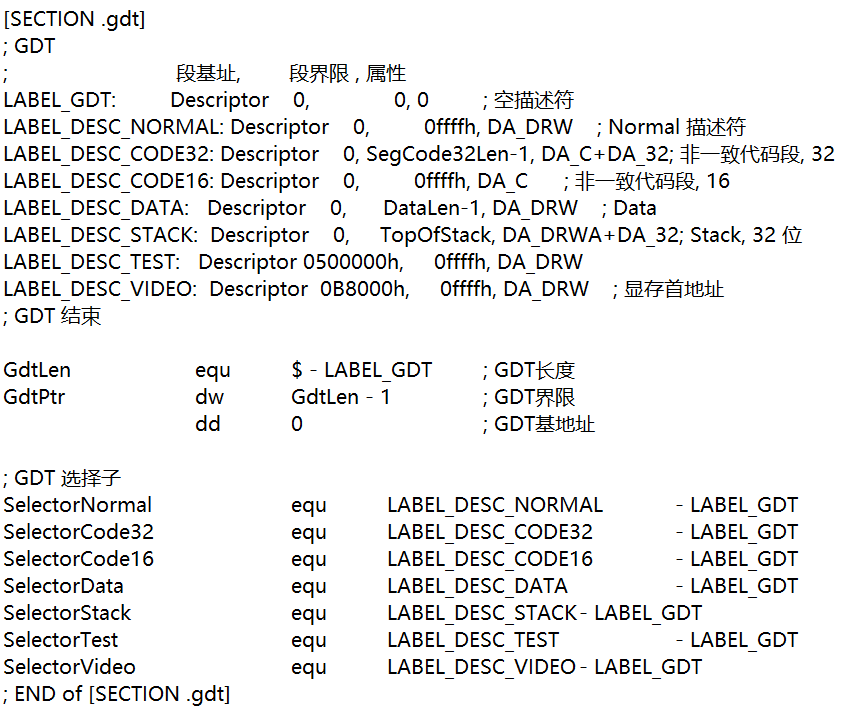 [SECTION .gdt]
; GDT
; 段基址, 段界限 , 属性
LABEL_GDT: Descriptor 0, 0, 0 ; 空描述符
LABEL_DESC_NORMAL: Descriptor 0, 0ffffh, DA_DRW ; Normal 描述符
LABEL_DESC_CODE32: Descriptor 0, SegCode32Len-1, DA_C+DA_32; 非一致代码段, 32
LABEL_DESC_CODE16: Descriptor 0, 0ffffh, DA_C ; 非一致代码段, 16
LABEL_DESC_DATA: Descriptor 0, DataLen-1, DA_DRW ; Data
LABEL_DESC_STACK: Descriptor 0, TopOfStack, DA_DRWA+DA_32; Stack, 32 位
LABEL_DESC_TEST: Descriptor 0500000h, 0ffffh, DA_DRW
LABEL_DESC_VIDEO: Descriptor 0B8000h, 0ffffh, DA_DRW ; 显存首地址
; GDT 结束
GdtLen equ $ - LABEL_GDT ; GDT长度
GdtPtr dw GdtLen - 1 ; GDT界限
dd 0 ; GDT基地址
; GDT 选择子
SelectorNormal equ LABEL_DESC_NORMAL - LABEL_GDT
SelectorCode32 equ LABEL_DESC_CODE32 - LABEL_GDT
SelectorCode16 equ LABEL_DESC_CODE16 - LABEL_GDT
SelectorData equ LABEL_DESC_DATA - LABEL_GDT
SelectorStack equ LABEL_DESC_STACK - LABEL_GDT
SelectorTest equ LABEL_DESC_TEST - LABEL_GDT
SelectorVideo equ LABEL_DESC_VIDEO - LABEL_GDT
; END of [SECTION .gdt]